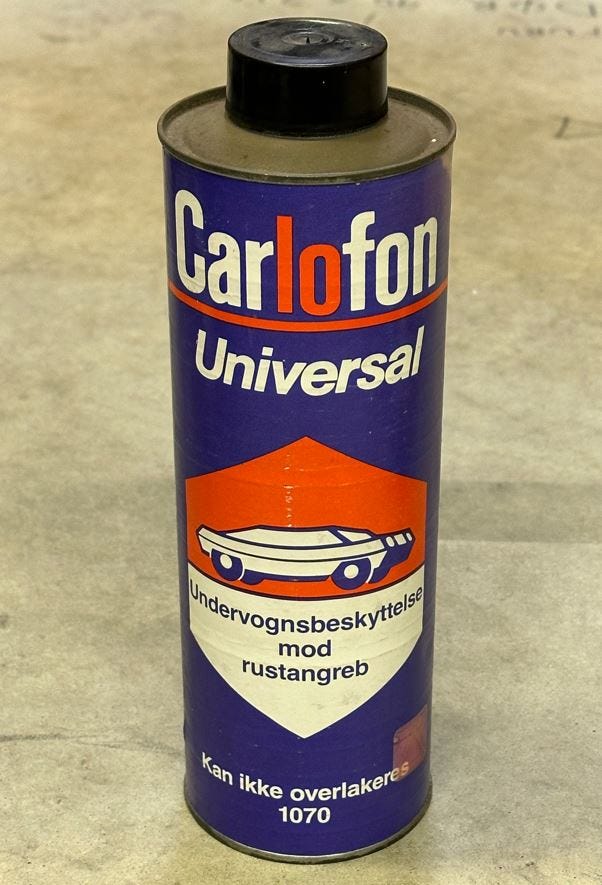 Carlofon
Universal
Undervognsbeskyttelse
mod
rustangreb
Kan ikke overlakeres
1070